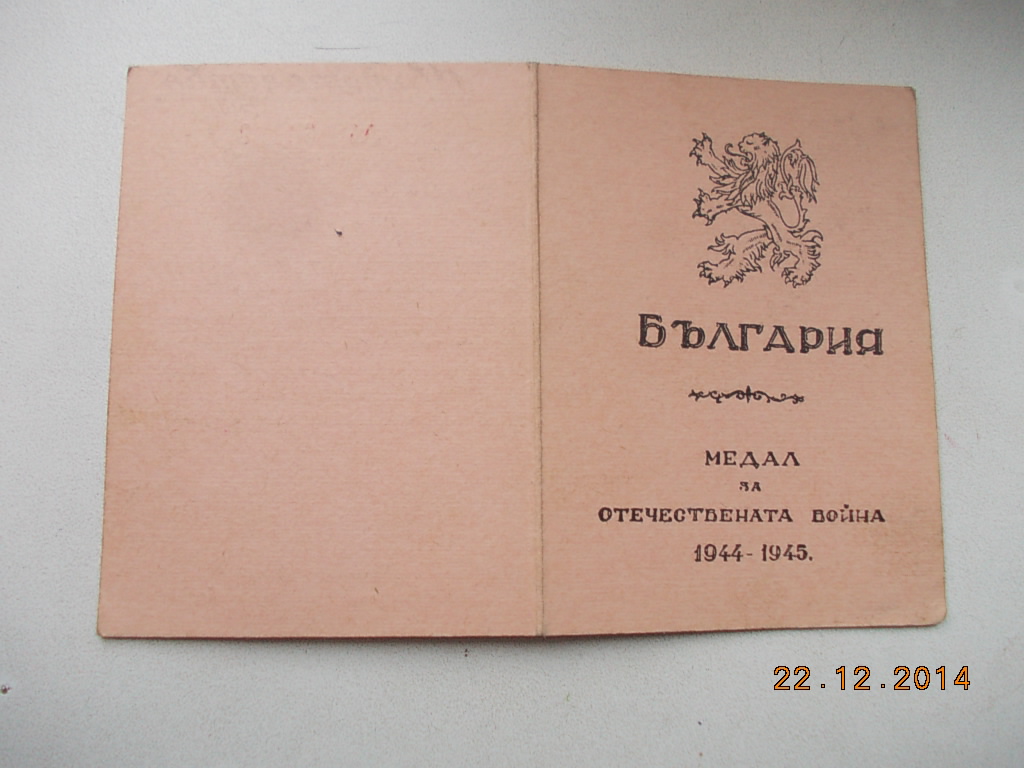 БЪЛГАРИЯ
МЕДАЛ
ЗА
ОТЕЧЕСТВЕНАТА ВОЙНА
1944-1945.
22.12.2014